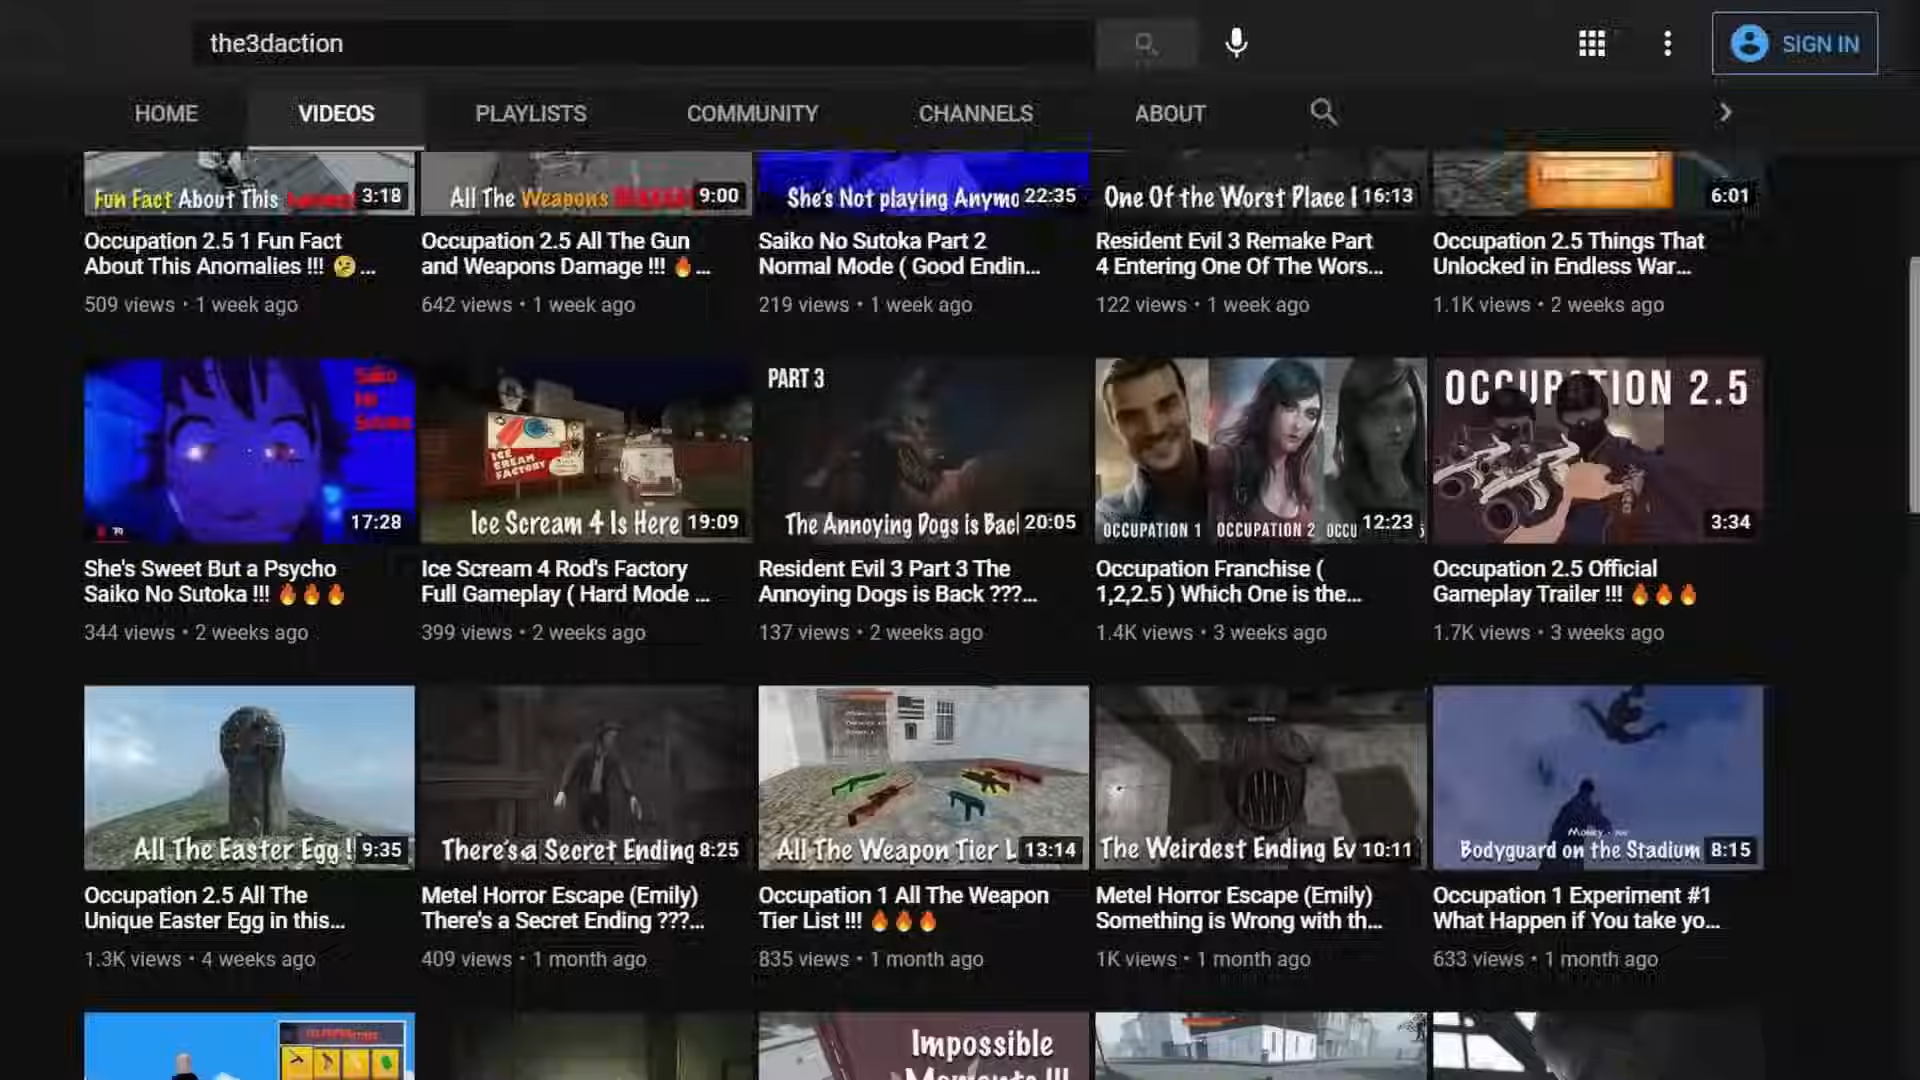 the3daction
SIGN IN
HOME
VIDEOS
PLAYLISTS
COMMUNITY
CHANNELS
ABOUT
Fun Fact About This
3:18
All The Weapons
9:00
She's Not playing Anymo
22:35
One Of the Worst Place
16:13
6:01
Occupation 2.5 1 Fun Fact
About This Anomalies !!! 🤔 ...
509 views • 1 week ago
Occupation 2.5 All The Gun
and Weapons Damage !!! 🔥...
642 views • 1 week ago
Saiko No Sutoka Part 2
Normal Mode ( Good Endin...
219 views • 1 week ago
Resident Evil 3 Remake Part
4 Entering One Of The Wors...
122 views • 1 week ago
Occupation 2.5 Things That
Unlocked in Endless War...
1.1K views • 2 weeks ago
Saiko
No
Sutoka
17:28
ICE
CREAM
FACTORY
Ice Scream 4 Is Here
19:09
PART 3
The Annoying Dogs is Bac
20:05
OCCUPATION 1
OCCUPATION 2
OCCU
12:23
OCCUPATION 2.5
3:34
She's Sweet But a Psycho
Saiko No Sutoka !!! 🔥🔥🔥
344 views • 2 weeks ago
Ice Scream 4 Rod's Factory
Full Gameplay ( Hard Mode ...
399 views • 2 weeks ago
Resident Evil 3 Part 3 The
Annoying Dogs is Back ???...
137 views • 2 weeks ago
Occupation Franchise (
1,2,2.5 ) Which One is the...
1.4K views • 3 weeks ago
Occupation 2.5 Official
Gameplay Trailer !!! 🔥🔥🔥
1.7K views • 3 weeks ago
All The Easter Egg !
9:35
There's a Secret Ending
8:25
All The Weapon Tier L
13:14
The Weirdest Ending Ev
10:11
Bodyguard on the Stadium
8:15
Occupation 2.5 All The
Unique Easter Egg in this...
1.3K views • 4 weeks ago
Metel Horror Escape (Emily)
There's a Secret Ending ???...
409 views • 1 month ago
Occupation 1 All The Weapon
Tier List !!! 🔥🔥🔥
835 views • 1 month ago
Metel Horror Escape (Emily)
Something is Wrong with th...
1K views • 1 month ago
Occupation 1 Experiment #1
What Happen if You take yo...
633 views • 1 month ago
Impossible
Moments !!!